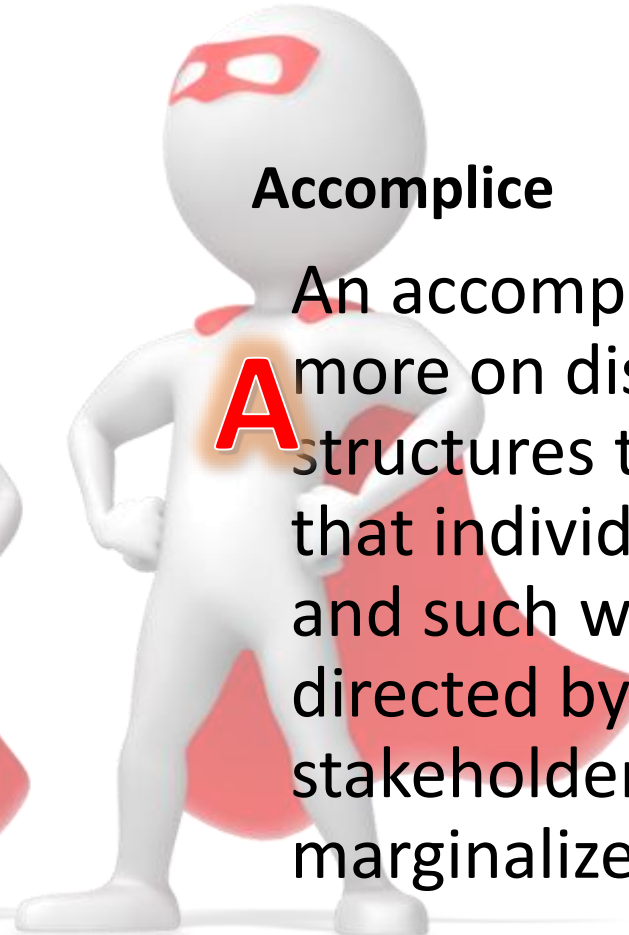 Accomplice
An accomp
A
more on dis
structures t
that individ
and such w
directed by
stakeholder
marginalize